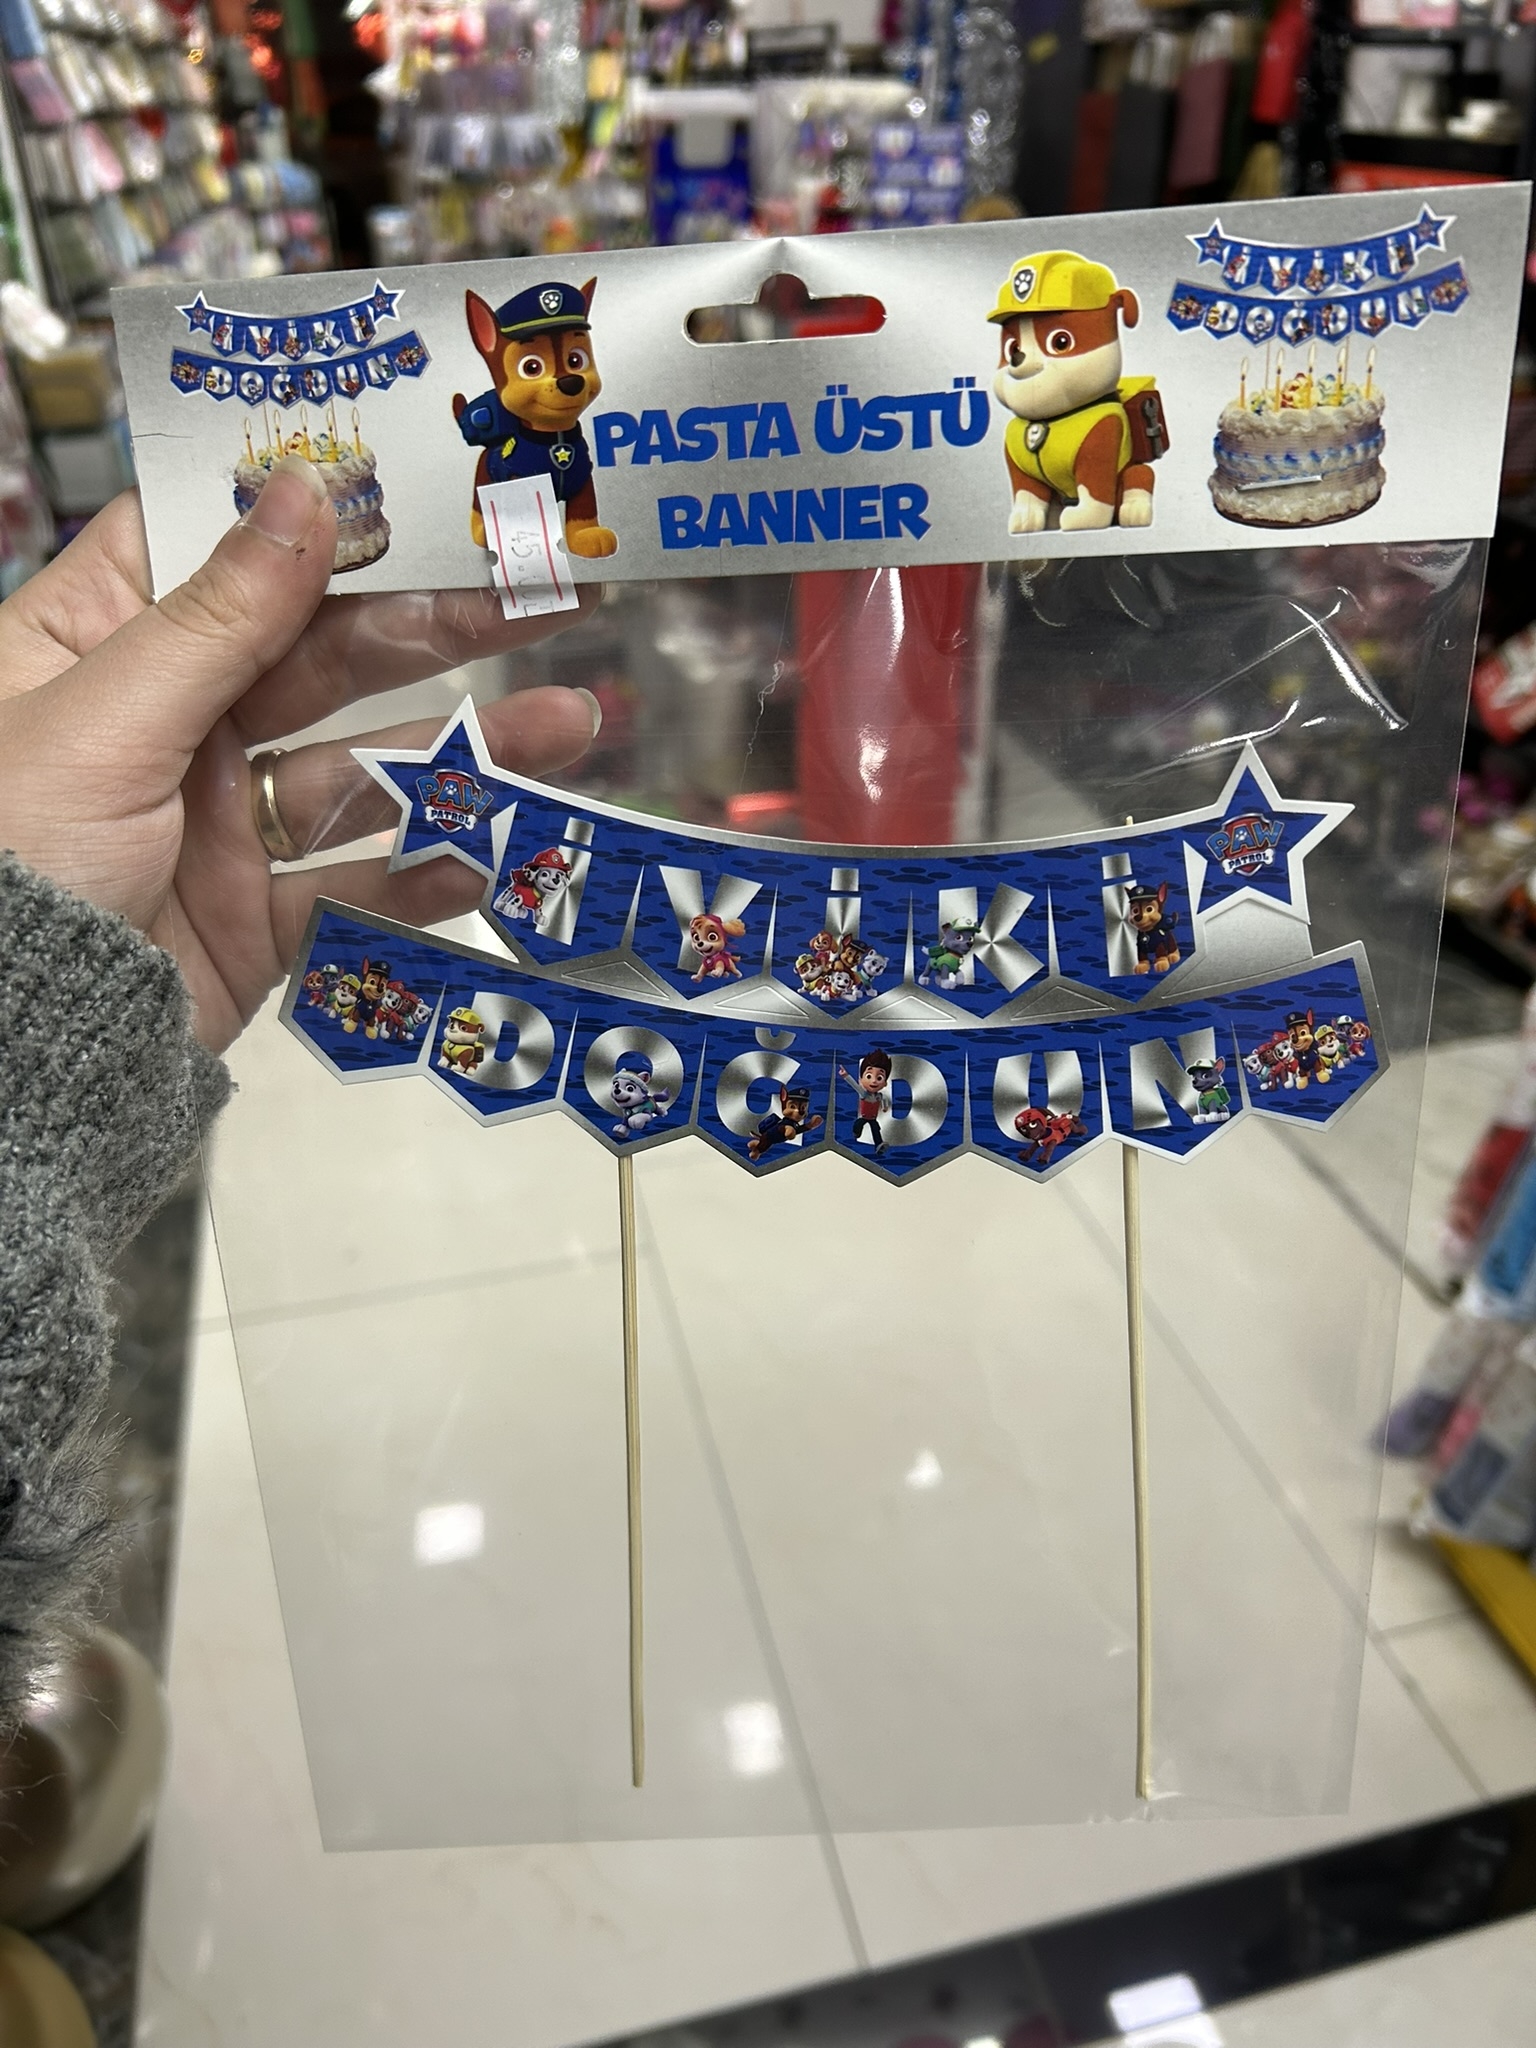 İYİKİ
DOĞDUN
İYİKİ
DOĞDUN
PASTA ÜSTÜ
BANNER
PAW
PATROL
PAW
PATROL
İYİKİ
DOĞDUN